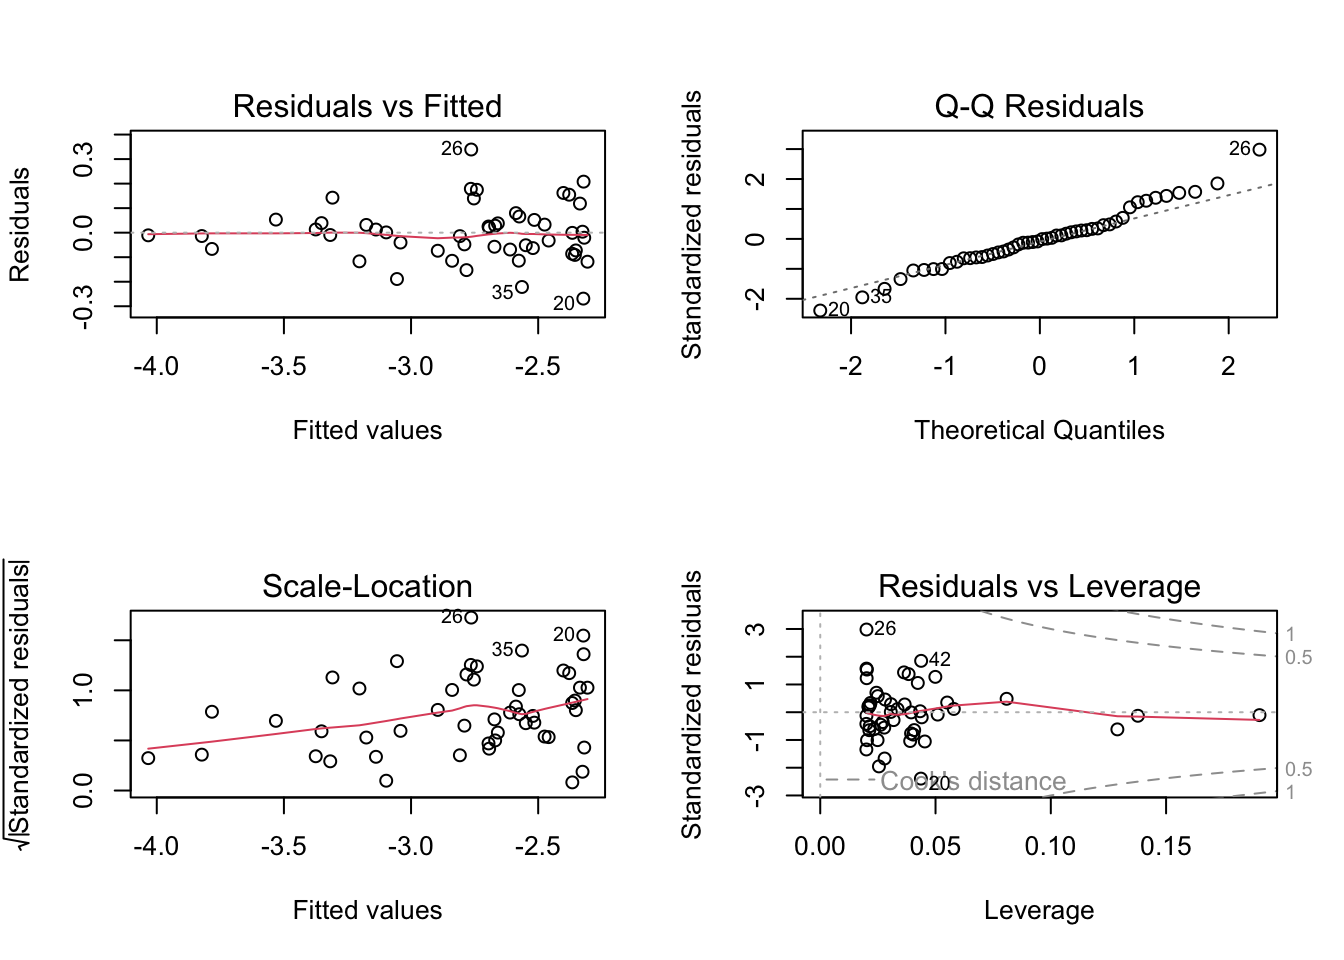 Residuals vs Fitted
Residuals
0.3
0.0
-0.3
26
35
20
-4.0 -3.5 -3.0 -2.5
Fitted values
Q-Q Residuals
Standardized residuals
2
0
-2
26
35
20
-2 -1 0 1 2
Theoretical Quantiles
Scale-Location
√|Standardized residuals|
1.0
0.0
26
35
20
-4.0 -3.5 -3.0 -2.5
Fitted values
Residuals vs Leverage
Standardized residuals
3
1
-1
-3
26
42
20
Cook's distance
1
0.5
0.5
1
0.00 0.05 0.10 0.15
Leverage